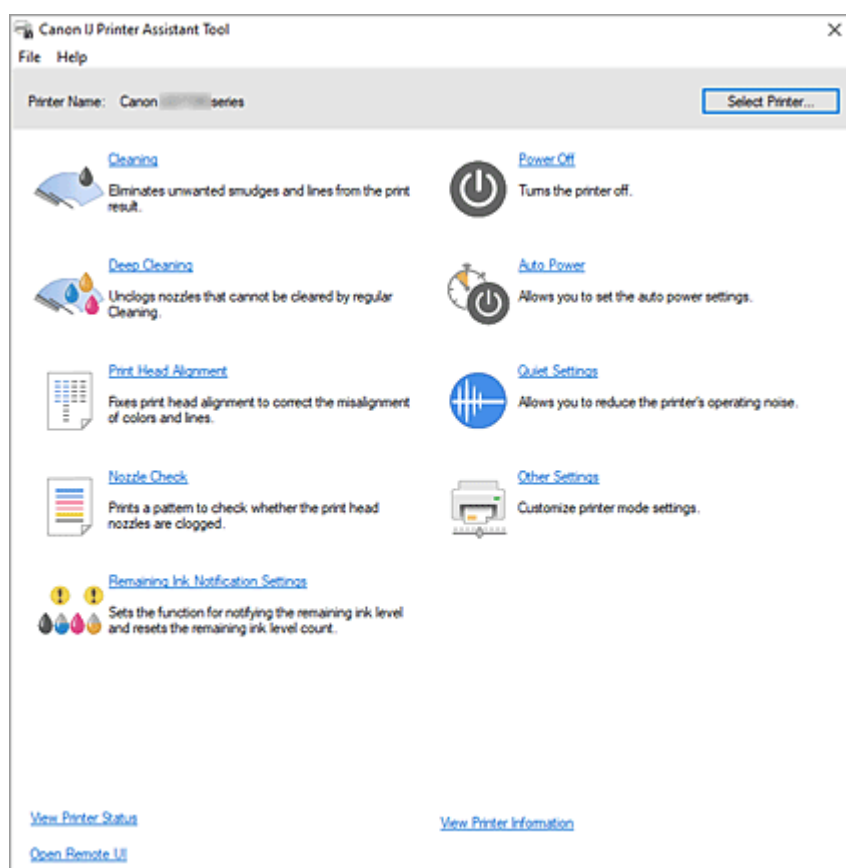 Canon IJ Printer Assistant Tool
File Help
Printer Name: Canon series
Select Printer...
Cleaning
Eliminates unwanted smudges and lines from the print
result.
Power Off
Turns the printer off.
Deep Cleaning
Unclogs nozzles that cannot be cleared by regular
Cleaning.
Auto Power
Allows you to set the auto power settings.
Print Head Alignment
Fixes print head alignment to correct the misalignment
of colors and lines.
Quiet Settings
Allows you to reduce the printer's operating noise.
Nozzle Check
Prints a pattern to check whether the print head
nozzles are clogged.
Other Settings
Customize printer mode settings.
Remaining Ink Notification Settings
Sets the function for notifying the remaining ink level
and resets the remaining ink level count.
View Printer Status
View Printer Information
Open Remote UI